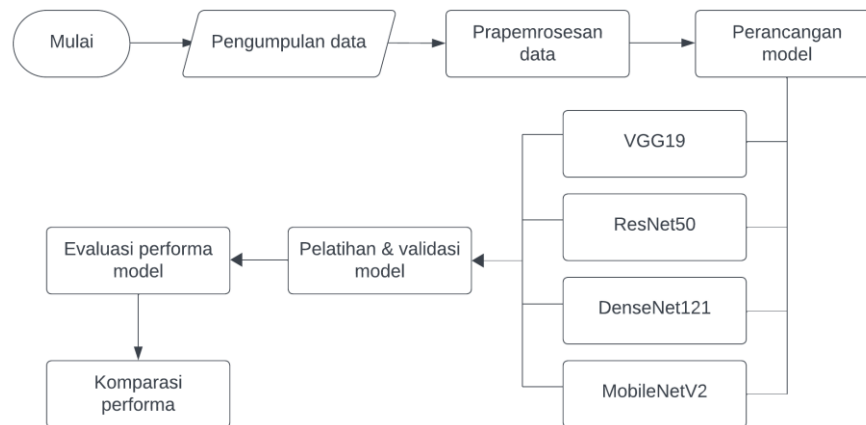 Mulai
Pengumpulan data
Prapemrosesan
data
Perancangan
model
VGG19
ResNet50
DenseNet121
MobileNetV2
Pelatihan & validasi
model
Evaluasi performa
model
Komparasi
performa